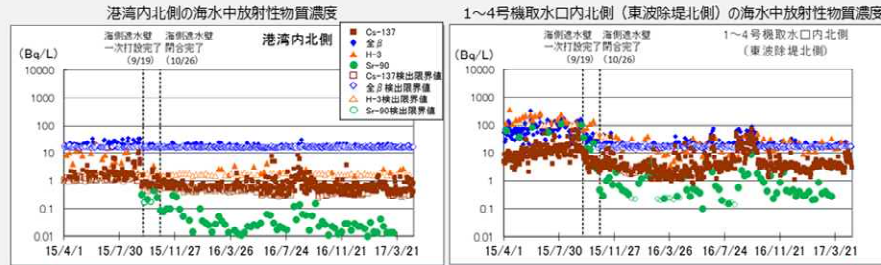 港湾内北側の海水中放射性物質濃度
海側遮水壁
一次打設完了
(9/19)
海側遮水壁
閉合完了
(10/26)
港湾内北側
(Bq/L)
Cs-137
全β
H-3
Sr-90
Cs-137検出限界値
全β検出限界値
H-3検出限界値
Sr-90検出限界値
10000
1000
100
10
1
0.1
0.01
15/4/1 15/7/30 15/11/27 16/3/26 16/7/24 16/11/21 17/3/21
1～4号機取水口内北側（東波除堤北側）の海水中放射性物質濃度
海側遮水壁
一次打設完了
(9/19)
海側遮水壁
閉合完了
(10/26)
1～4号機取水口内北側
(東波除堤北側)
(Bq/L)
10000
1000
100
10
1
0.1
0.01
15/4/1 15/7/30 15/11/27 16/3/26 16/7/24 16/11/21 17/3/21